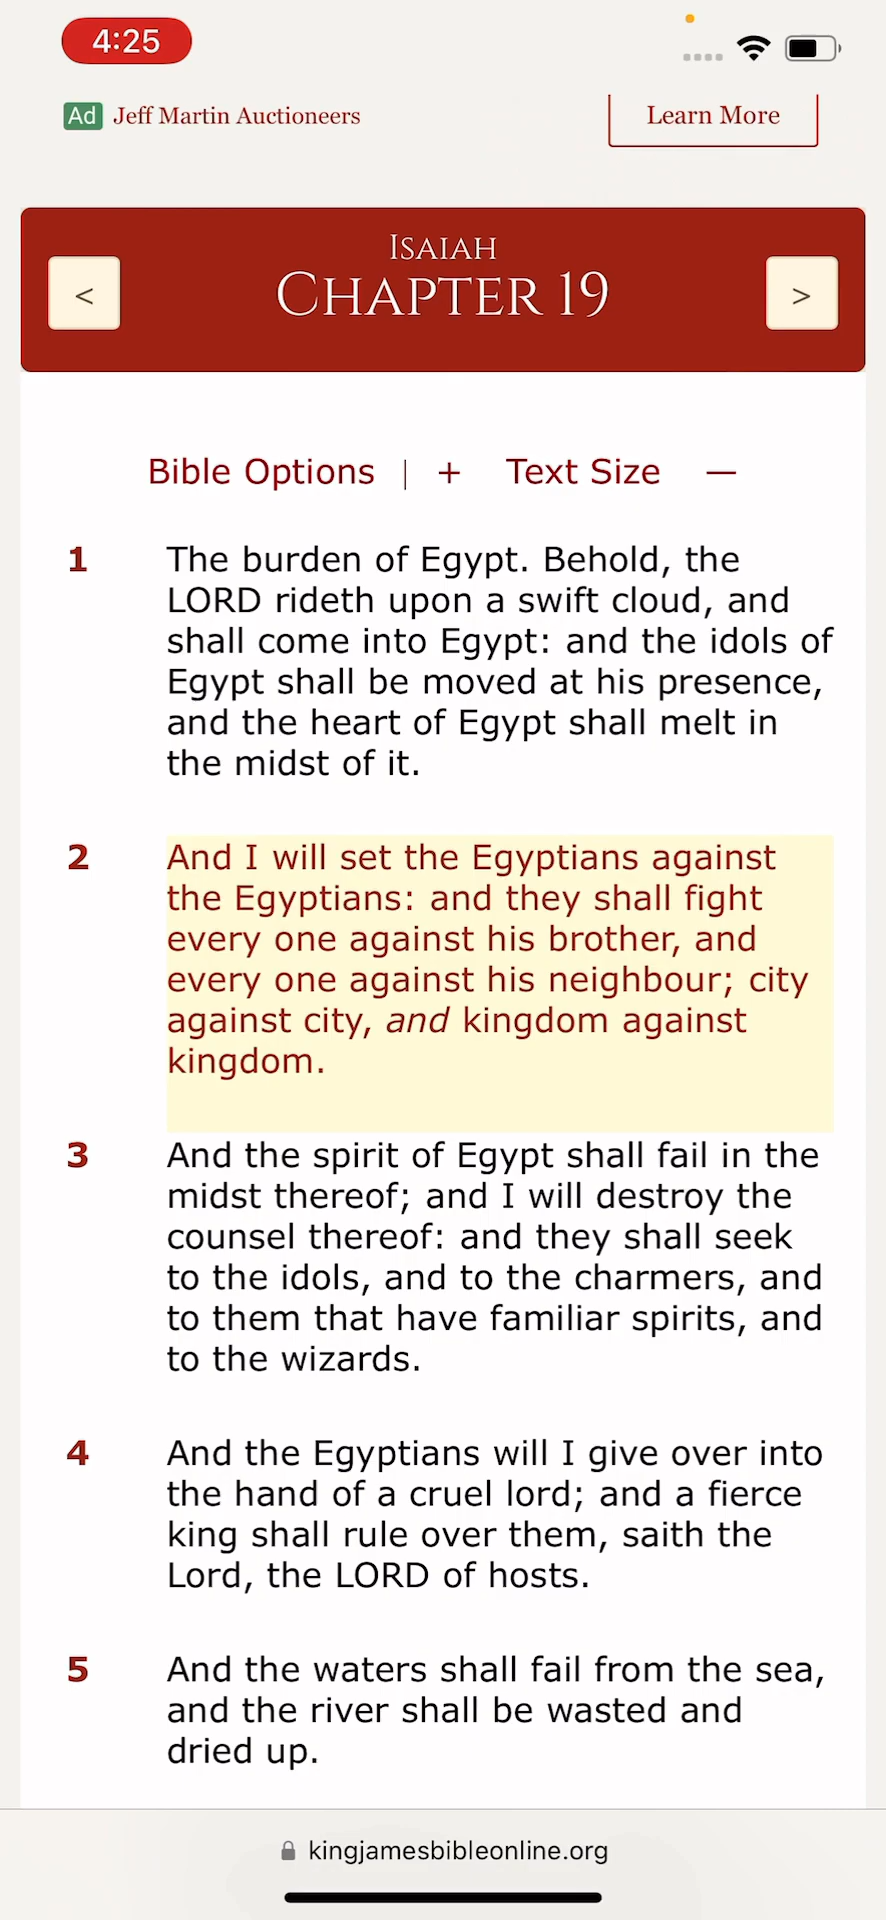 4:25
Ad Jeff Martin Auctioneers
Learn More
Isaiah
Chapter 19
<
>
Bible Options | + Text Size —
1 The burden of Egypt. Behold, the
LORD rideth upon a swift cloud, and
shall come into Egypt: and the idols of
Egypt shall be moved at his presence,
and the heart of Egypt shall melt in
the midst of it.
2 And I will set the Egyptians against
the Egyptians: and they shall fight
every one against his brother, and
every one against his neighbour; city
against city, and kingdom against
kingdom.
3 And the spirit of Egypt shall fail in the
midst thereof; and I will destroy the
counsel thereof: and they shall seek
to the idols, and to the charmers, and
to them that have familiar spirits, and
to the wizards.
4 And the Egyptians will I give over into
the hand of a cruel lord; and a fierce
king shall rule over them, saith the
Lord, the LORD of hosts.
5 And the waters shall fail from the sea,
and the river shall be wasted and
dried up.
kingjamesbibleonline.org